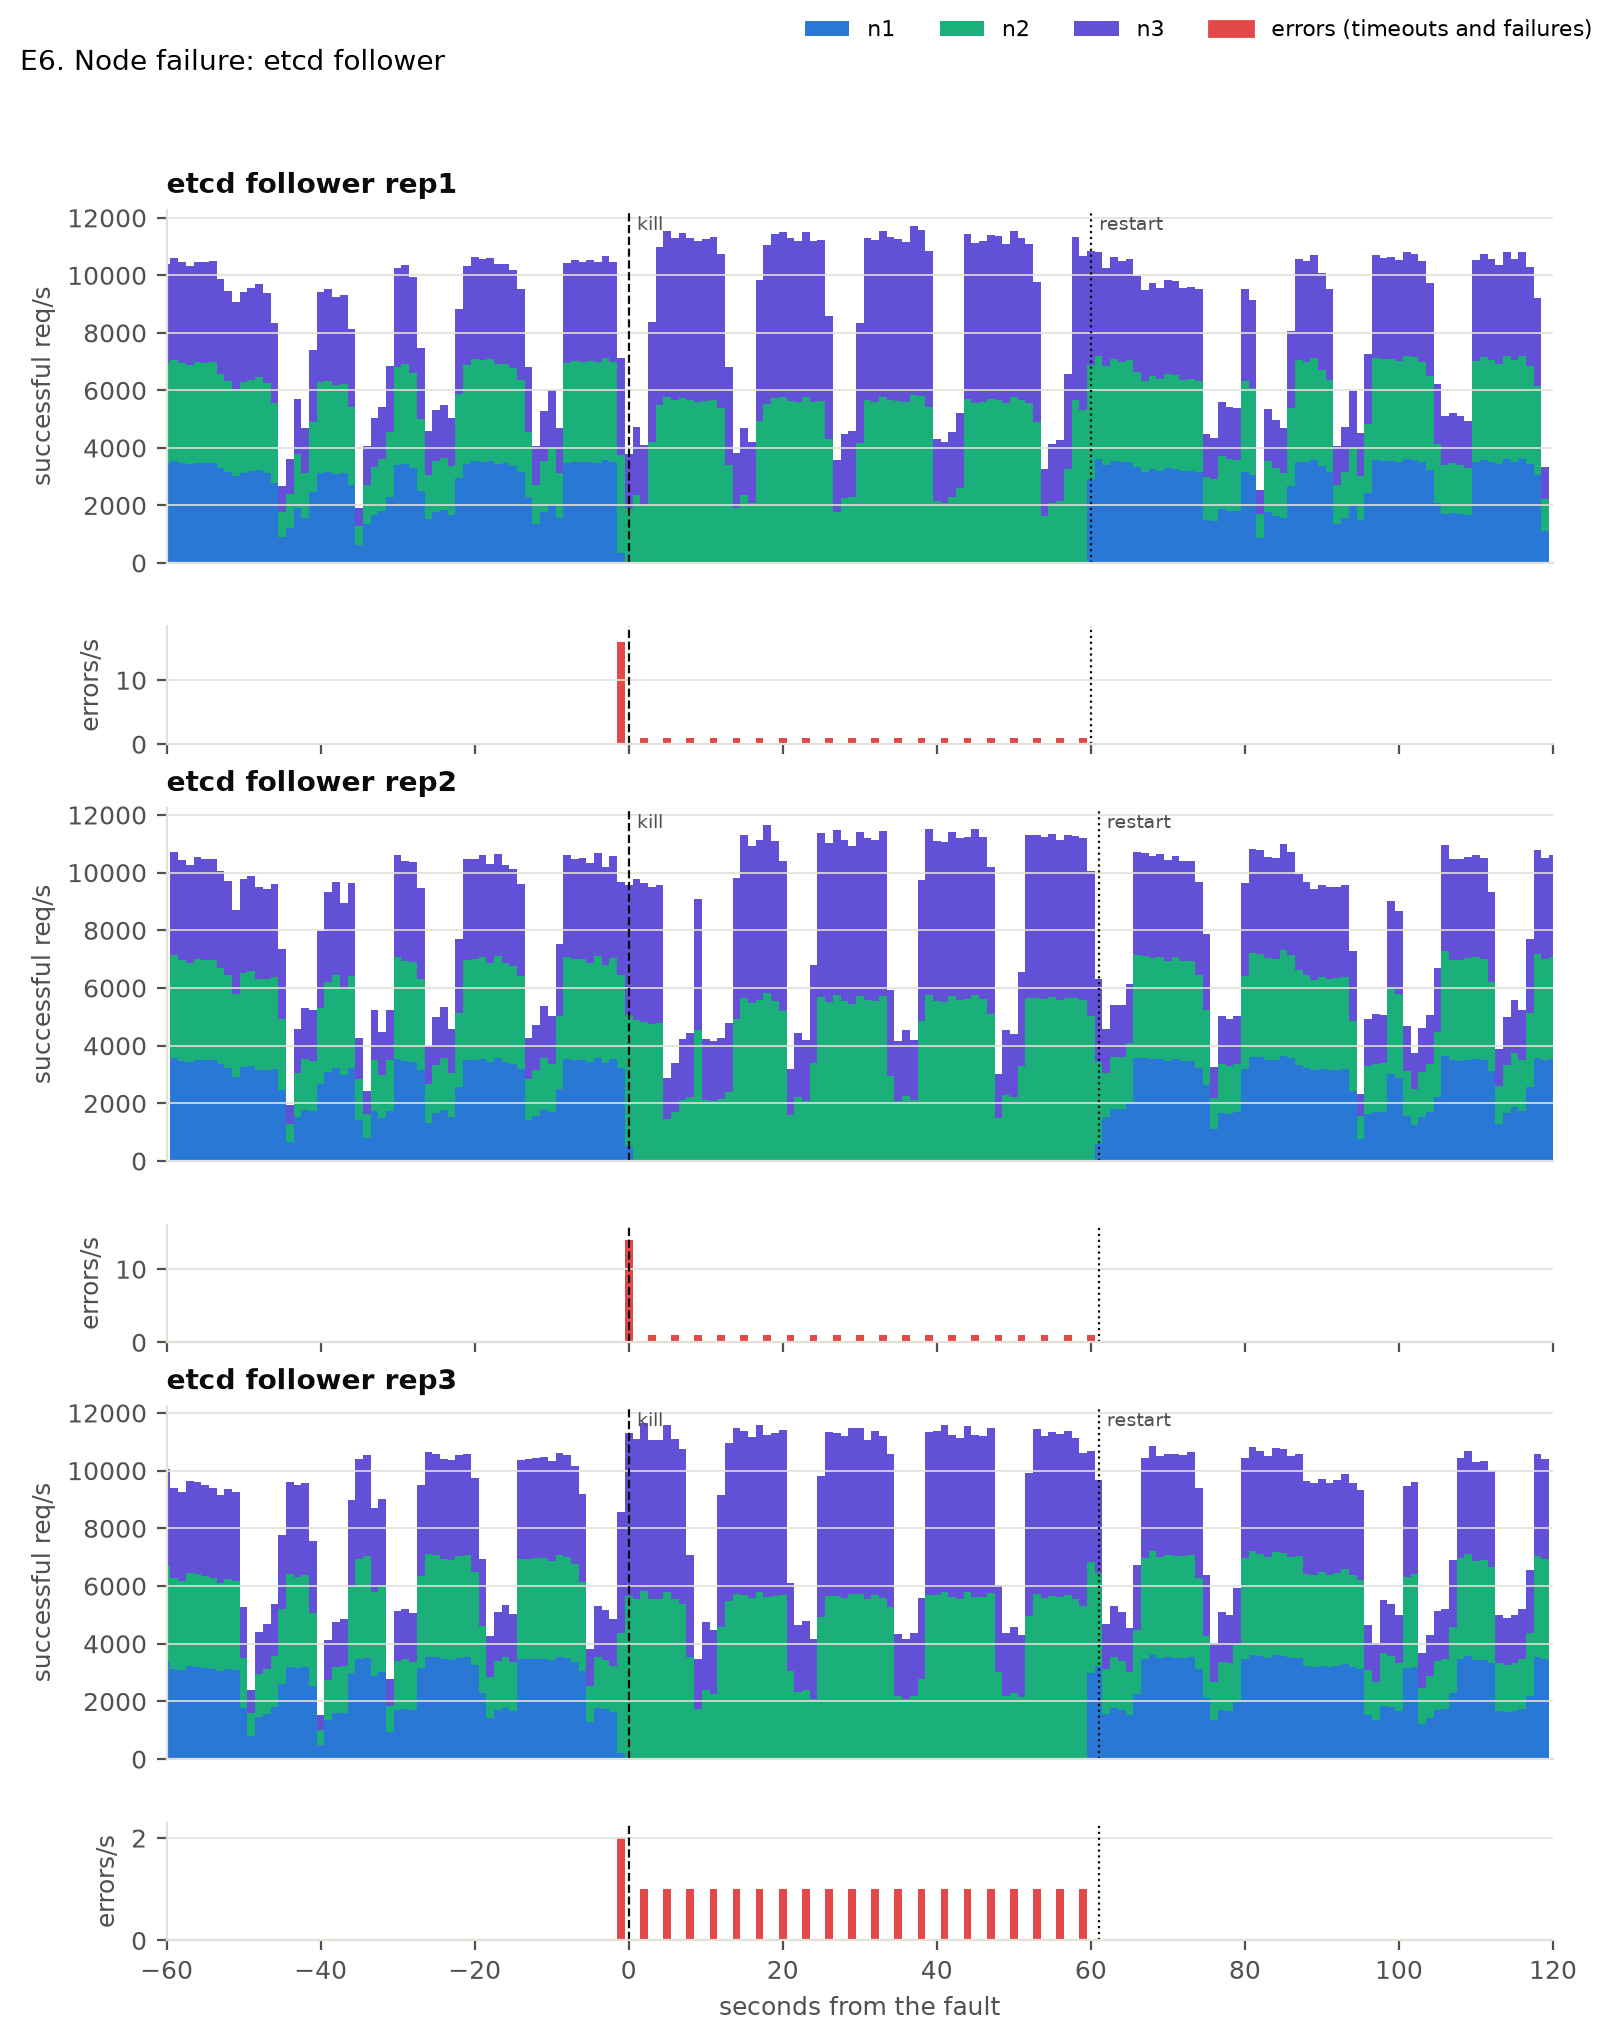 n1 n2 n3 errors (timeouts and failures)
E6. Node failure: etcd follower
etcd follower rep1
12000
10000
8000
6000
4000
2000
0
successful req/s
kill
restart
10
0
errors/s
etcd follower rep2
12000
10000
8000
6000
4000
2000
0
successful req/s
kill
restart
10
0
errors/s
etcd follower rep3
12000
10000
8000
6000
4000
2000
0
successful req/s
kill
restart
2
0
errors/s
−60 −40 −20 0 20 40 60 80 100 120
seconds from the fault